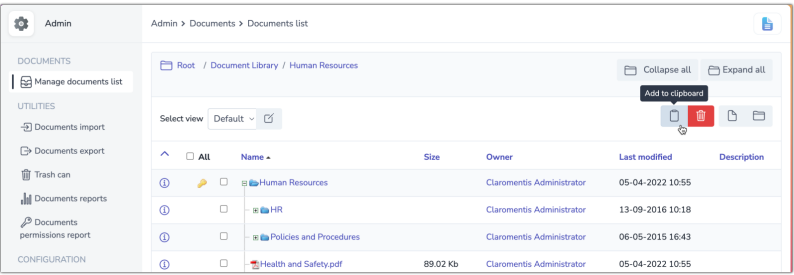 Admin
Admin > Documents > Documents list
DOCUMENTS
Manage documents list
UTILITIES
Documents import
Documents export
Trash can
Documents reports
Documents
permissions report
CONFIGURATION
Root / Document Library / Human Resources
Collapse all
Expand all
Add to clipboard
Select view Default
All Name Size Owner Last modified Description
Human Resources Claromentis Administrator 05-04-2022 10:55
HR Claromentis Administrator 13-09-2016 10:18
Policies and Procedures Claromentis Administrator 06-05-2015 16:43
Health and Safety.pdf 89.02 Kb Claromentis Administrator 05-04-2022 10:55